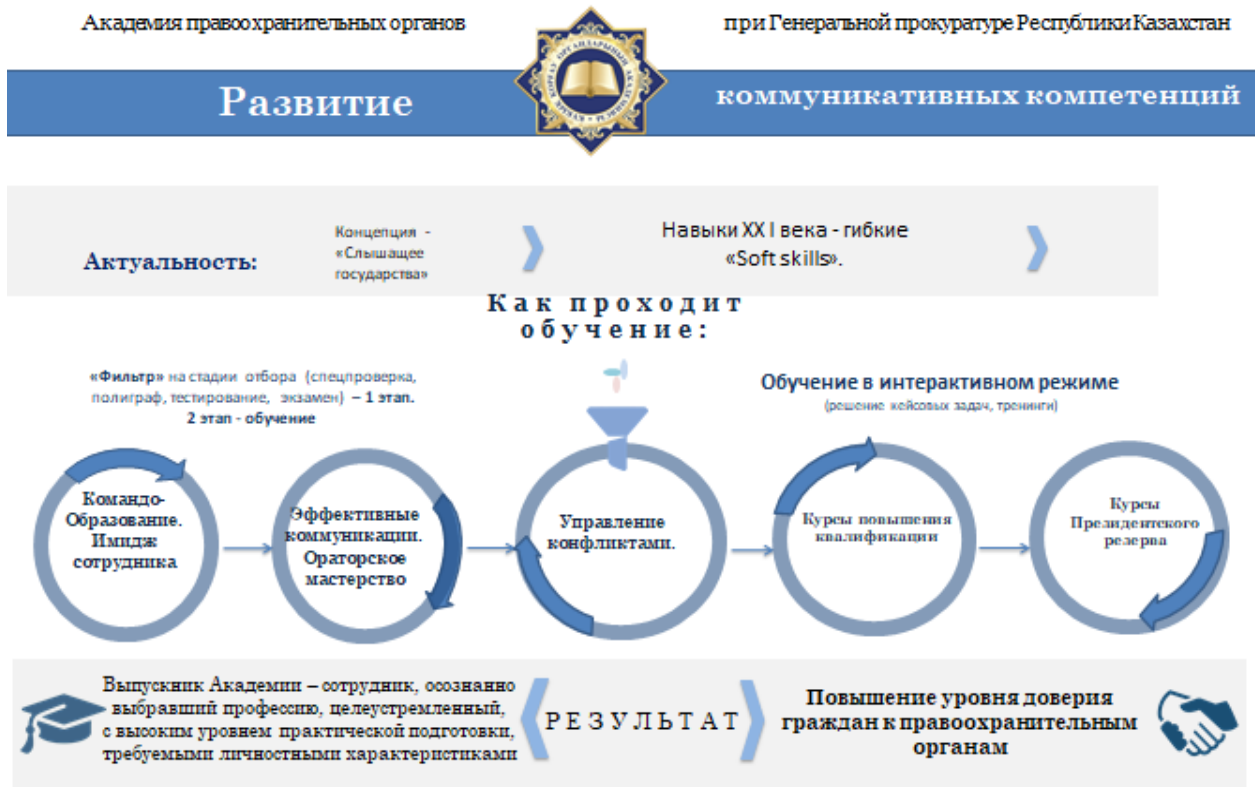 Академия правоохранительных органов
при Генеральной прокуратуре Республики Казахстан
Развитие
коммуникативных компетенций
Актуальность:
Концепция -
«Слышащее
государства»
Навыки XX I века - гибкие
«Soft skills».
Как проходит
обучение:
«Фильтр» на стадии отбора (спецпроверка,
полиграф, тестирование, экзамен) – 1 этап.
2 этап - обучение
Обучение в интерактивном режиме
(решение кейсовых задач, тренинги)
Командо-
Образование.
Имидж
сотрудника
Эффективные
коммуникации.
Ораторское
мастерство
Управление
конфликтами.
Курсы повышения
квалификации
Курсы
Президентского
резерва
Выпускник Академии – сотрудник, осознанно
выбравший профессию, целеустремленный,
с высоким уровнем практической подготовки,
требуемыми личностными характеристиками
РЕЗУЛЬТАТ
Повышение уровня доверия
граждан к правоохранительным
органам